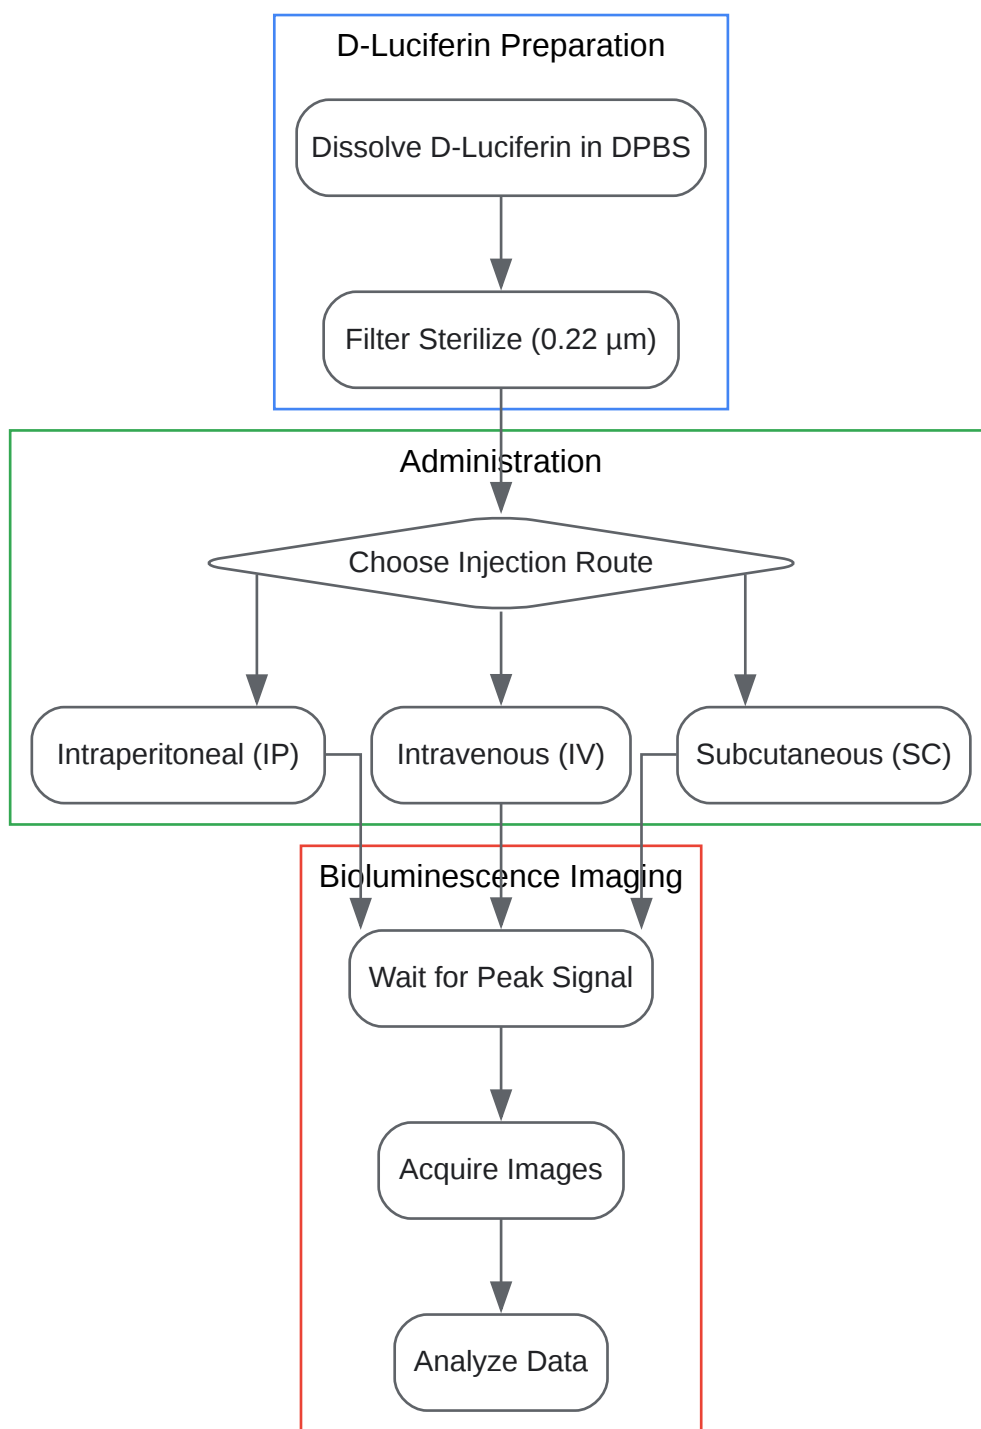 D-Luciferin Preparation
Dissolve D-Luciferin in DPBS
Filter Sterilize (0.22 µm)
Administration
Choose Injection Route
Intraperitoneal (IP)
Intravenous (IV)
Subcutaneous (SC)
Bioluminescence Imaging
Wait for Peak Signal
Acquire Images
Analyze Data